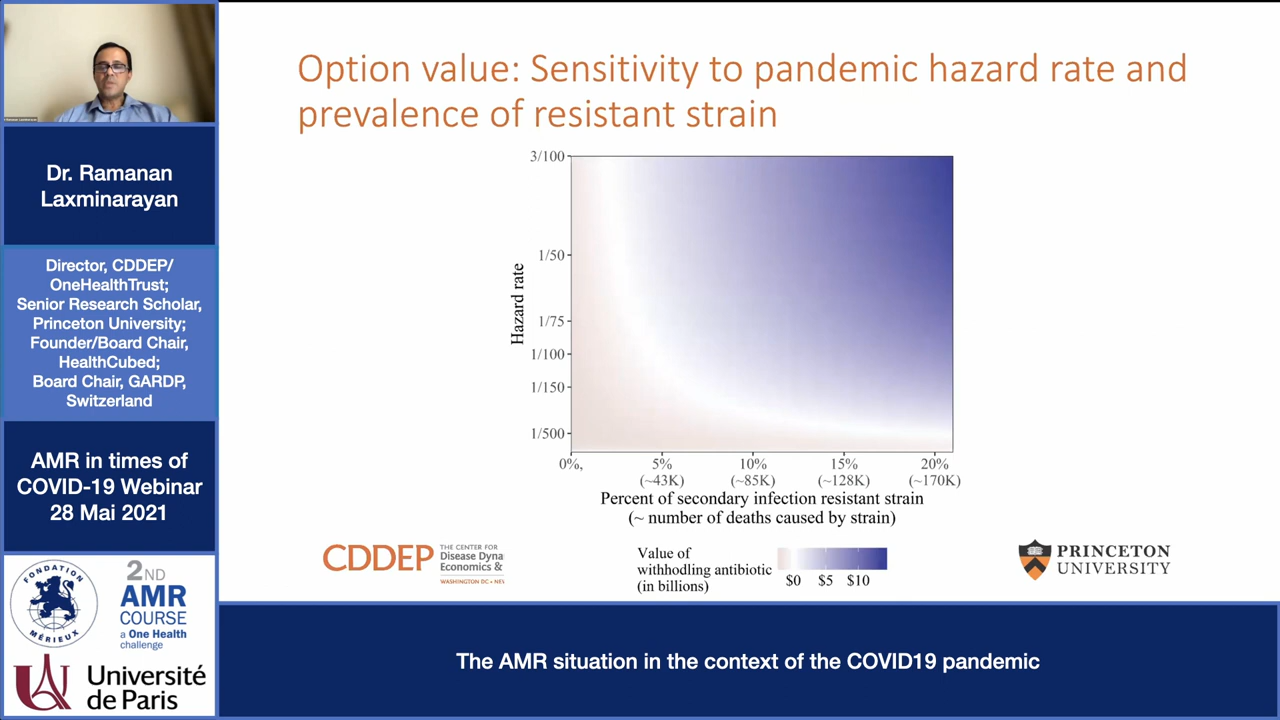 Dr. Ramanan
Laxminarayan
Director, CDDEP/
OneHealthTrust;
Senior Research Scholar,
Princeton University;
Founder/Board Chair,
HealthCubed;
Board Chair, GARDP,
Switzerland
AMR in times of
COVID-19 Webinar
28 Mai 2021
FONDATION
MÉRIEUX
2ND
AMR
COURSE
a One Health
challenge
Université
de Paris
Option value: Sensitivity to pandemic hazard rate and
prevalence of resistant strain
Hazard rate
3/100
1/50
1/75
1/100
1/150
1/500
0%, 5% 10% 15% 20%
(~43K) (~85K) (~128K) (~170K)
Percent of secondary infection resistant strain
(~ number of deaths caused by strain)
Value of
withhodling antibiotic
(in billions)
$0 $5 $10
CDDEP
THE CENTER FOR
Disease Dyna
Economics &
WASHINGTON DC • NEW
PRINCETON
UNIVERSITY
The AMR situation in the context of the COVID19 pandemic